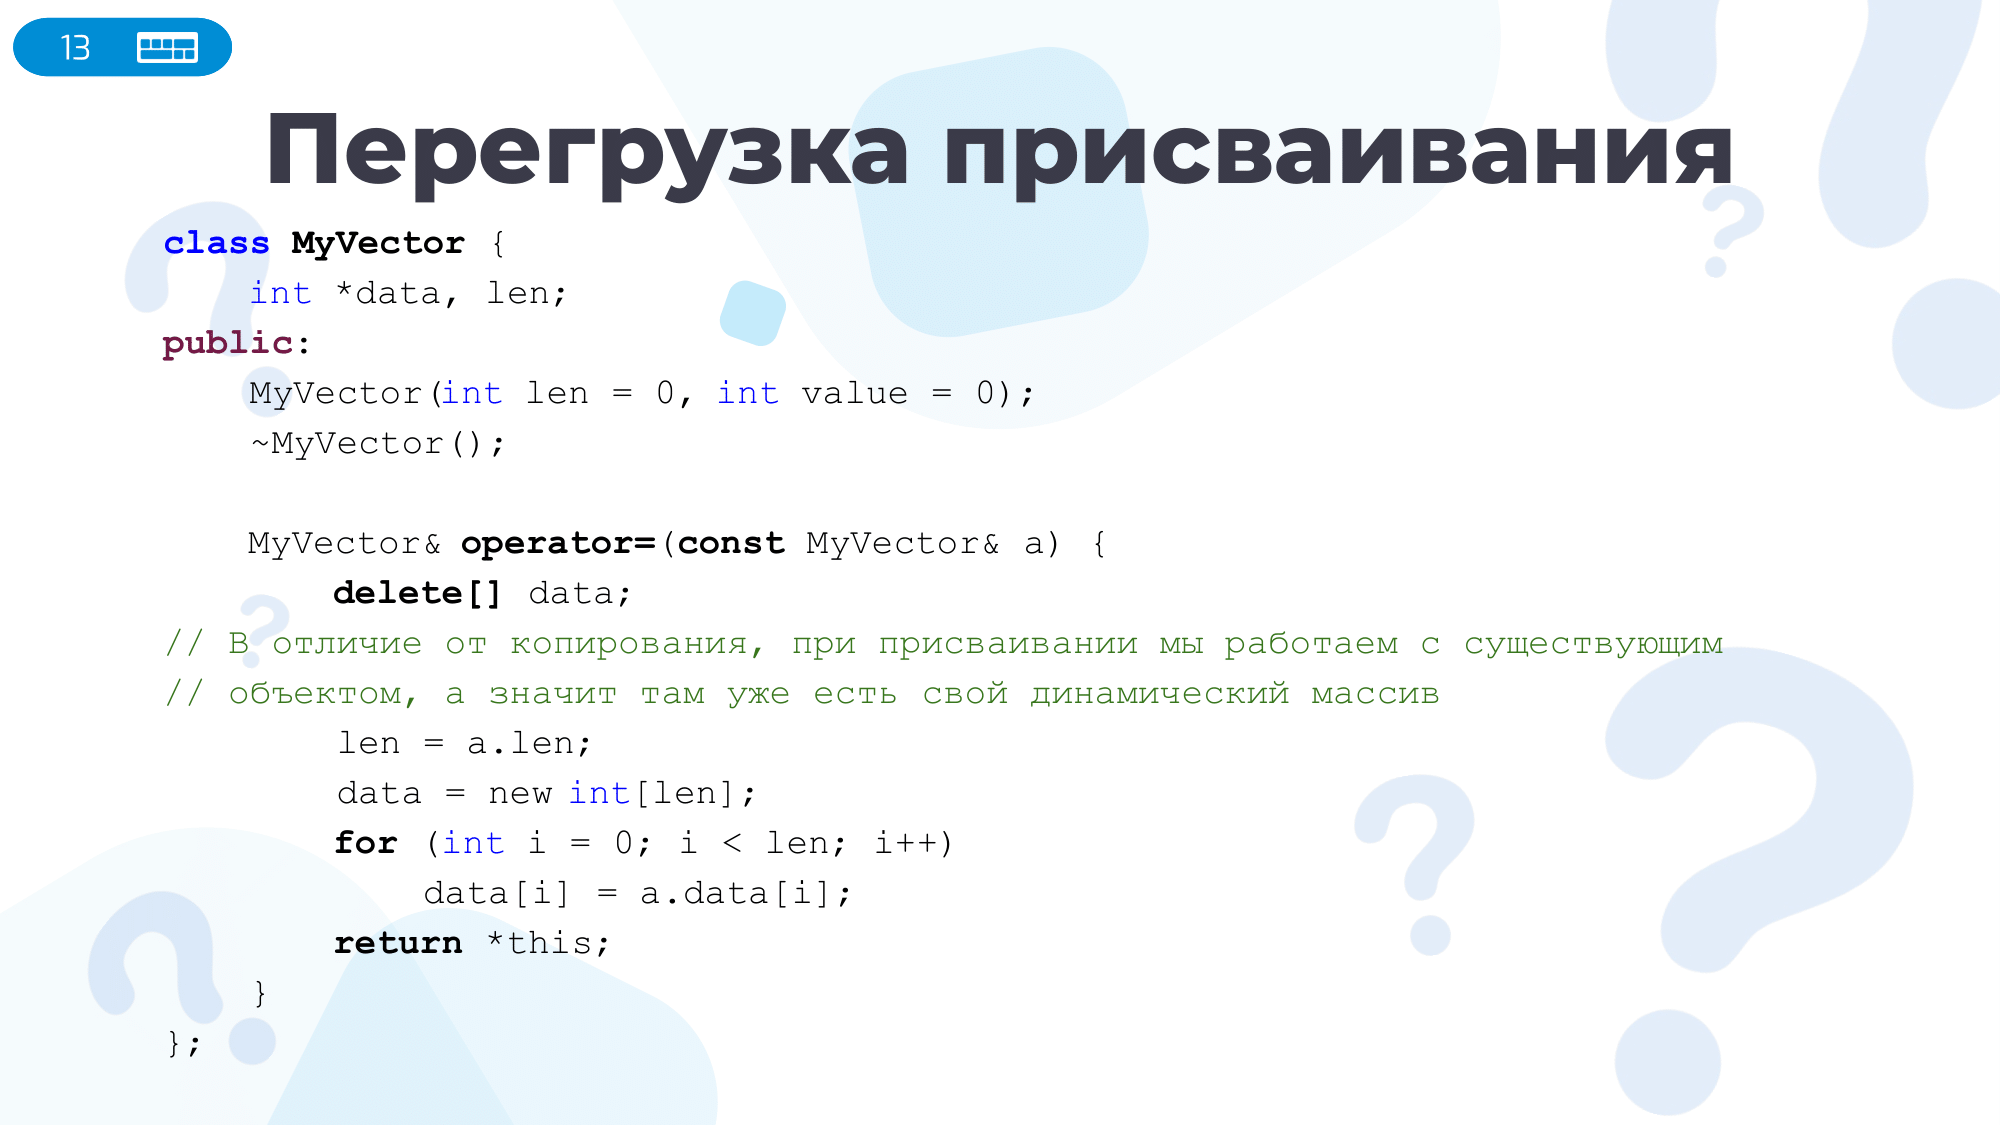 13
Перегрузка присваивания
class MyVector {
    int *data, len;
public:
    MyVector(int len = 0, int value = 0);
    ~MyVector();
    MyVector& operator=(const MyVector& a) {
        delete[] data;
// В отличие от копирования, при присваивании мы работаем с существующим
// объектом, а значит там уже есть свой динамический массив
        len = a.len;
        data = new int[len];
        for (int i = 0; i < len; i++)
            data[i] = a.data[i];
        return *this;
    }
};